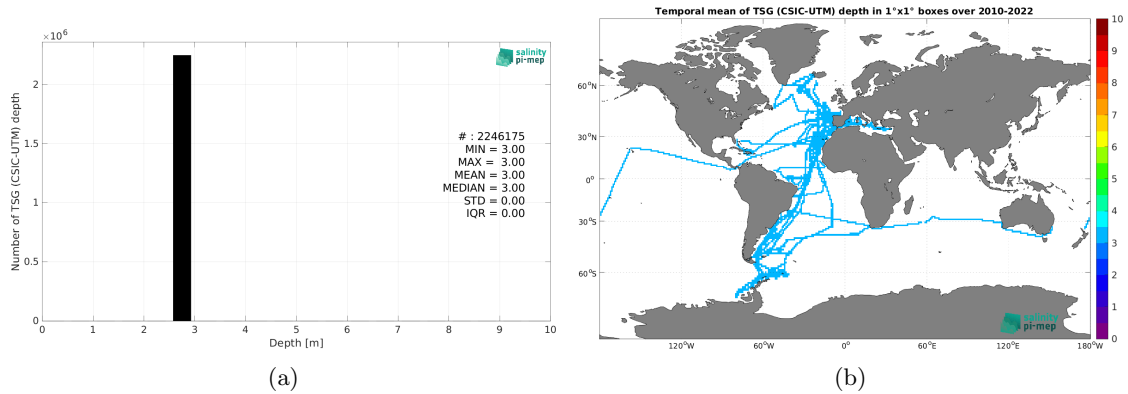 ×10⁶
2
1.5
1
0.5
0
Number of TSG (CSIC-UTM) depth
salinity
pi-mep
# : 2246175
MIN = 3.00
MAX = 3.00
MEAN = 3.00
MEDIAN = 3.00
STD = 0.00
IQR = 0.00
0 1 2 3 4 5 6 7 8 9 10
Depth [m]
(a)
Temporal mean of TSG (CSIC-UTM) depth in 1°x1° boxes over 2010-2022
60°N
30°N
0°
30°S
60°S
120°W 60°W 0° 60°E 120°E 180°W
salinity
pi-mep
10
9
8
7
6
5
4
3
2
1
0
(b)